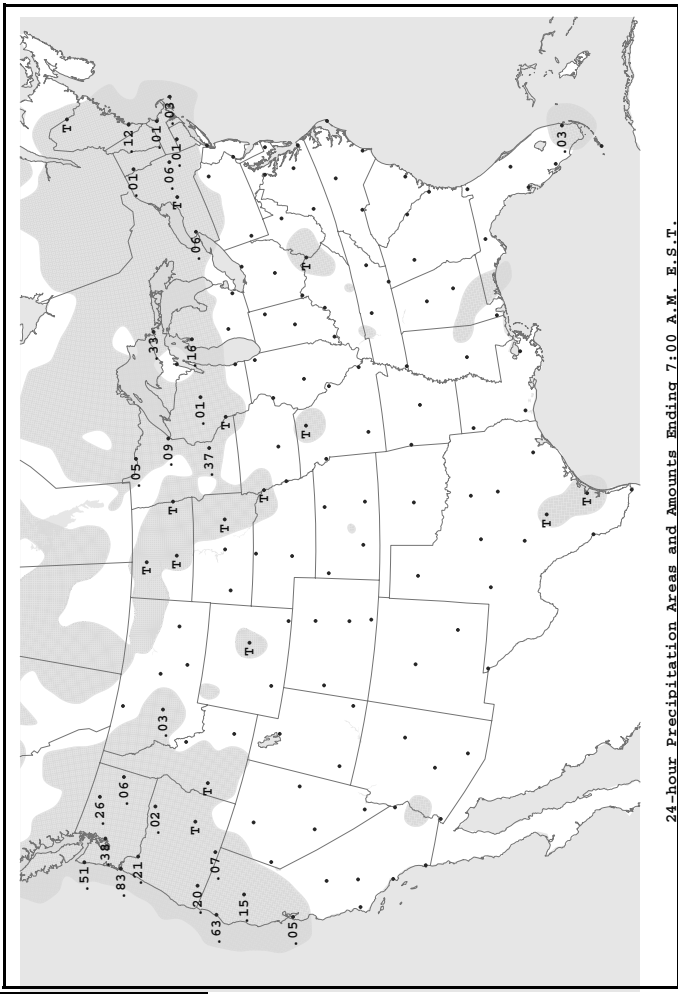 T
.51
.26
.38
.83
.06
.12
.01
.05
.21
T
.33
.02
.01
.03
.09
.06
.03
T
T
.01
T
.16
T
.06
.20
.01
T
.37
.07
.63
T
T
.15
T
T
.05
T
T
T
.03
T
24-hour Precipitation Areas and Amounts Ending 7:00 A.M. E.S.T.